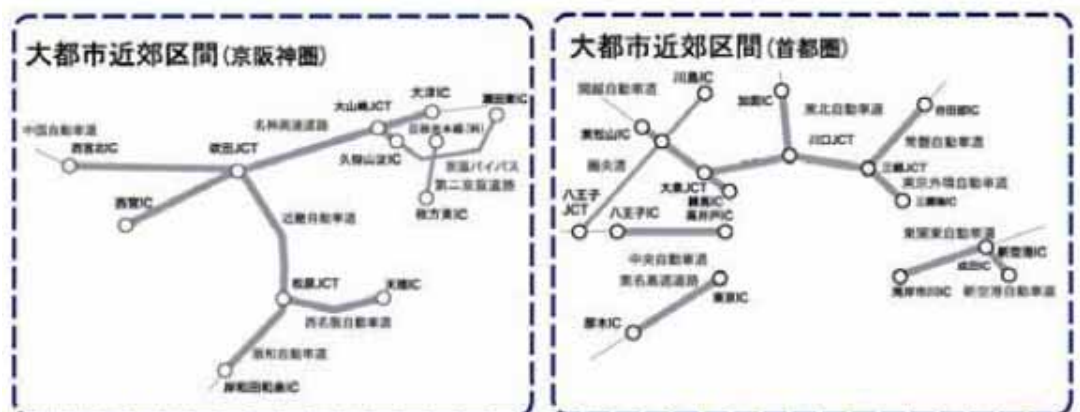 大都市近郊区間(京阪神圏)
大山崎JCT
大津IC
瀬田東IC
中国自動車道
名神高速道路
西宮北IC
吹田JCT
久御山淀IC
京滋バイパス
第二京阪道路
枚方東IC
西宮IC
近畿自動車道
松原JCT
天理IC
西名阪自動車道
阪和自動車道
岸和田和泉IC
大都市近郊区間(首都圏)
関越自動車道
川島IC
加須IC
東北自動車道
谷田部IC
東松山IC
川口JCT
常磐自動車道
圏央道
大泉JCT
三郷JCT
東京外環自動車道
練馬IC
三郷南IC
八王子
JCT
八王子IC
高井戸IC
東関東自動車道
新空港IC
中央自動車道
成田IC
東名高速道路
湾岸市川IC
新空港自動車道
東京IC
厚木IC